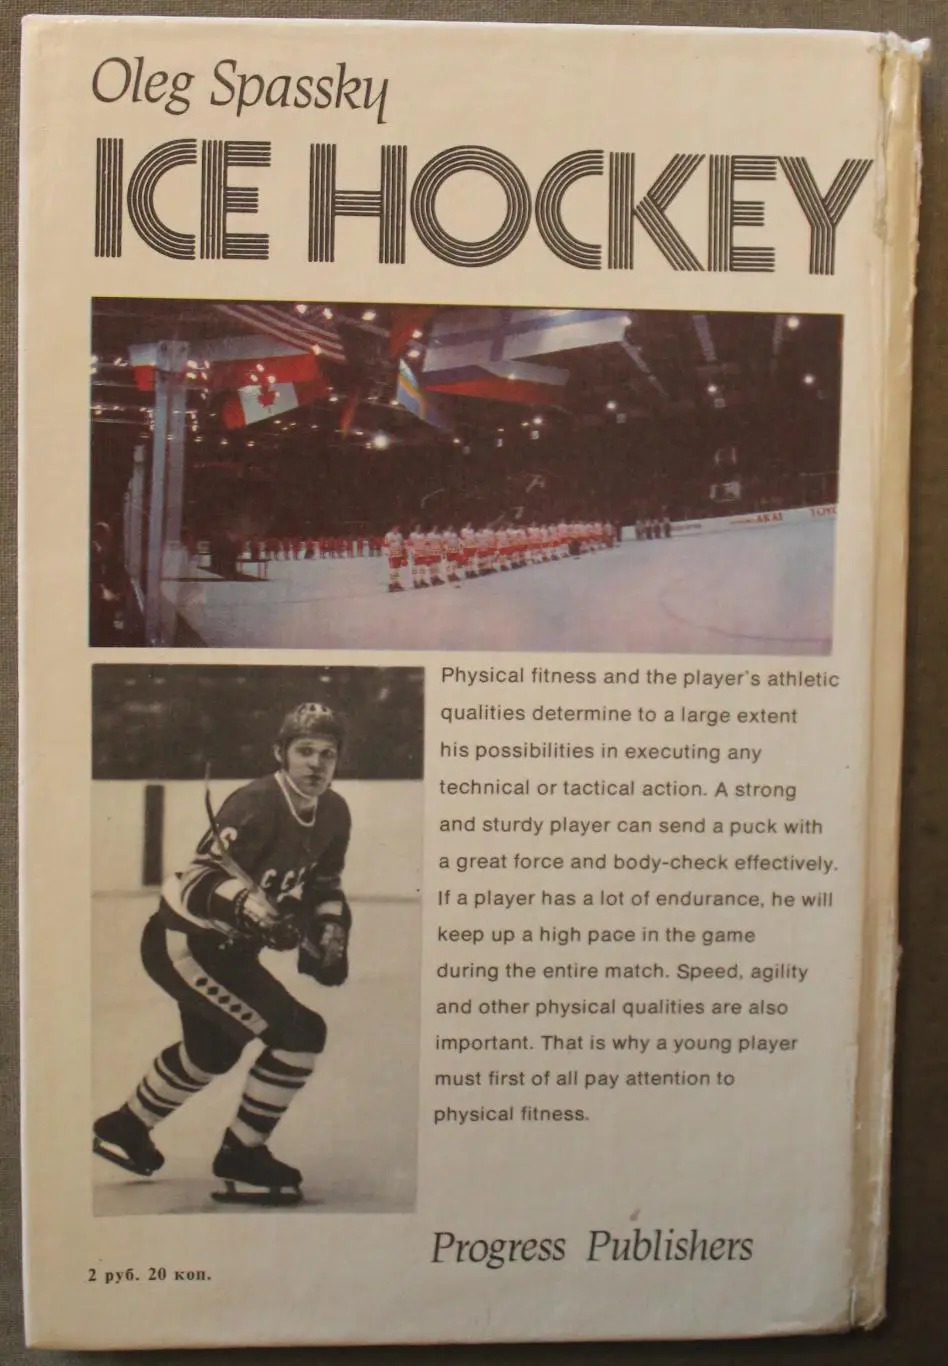 Oleg Spassky
ICE HOCKEY
AKAI
Physical fitness and the player's athletic
qualities determine to a large extent
his possibilities in executing any
technical or tactical action. A strong
and sturdy player can send a puck with
a great force and body-check effectively.
If a player has a lot of endurance, he will
keep up a high pace in the game
during the entire match. Speed, agility
and other physical qualities are also
important. That is why a young player
must first of all pay attention to
physical fitness.
6
СССР
Progress Publishers
2 руб. 20 коп.